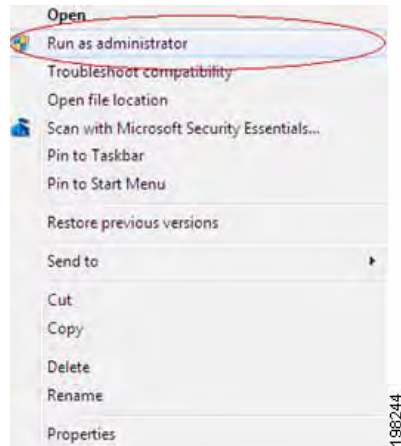 Open
Run as administrator
Troubleshoot compatibility
Open file location
Scan with Microsoft Security Essentials...
Pin to Taskbar
Pin to Start Menu
Restore previous versions
Send to
Cut
Copy
Delete
Rename
Properties
198244